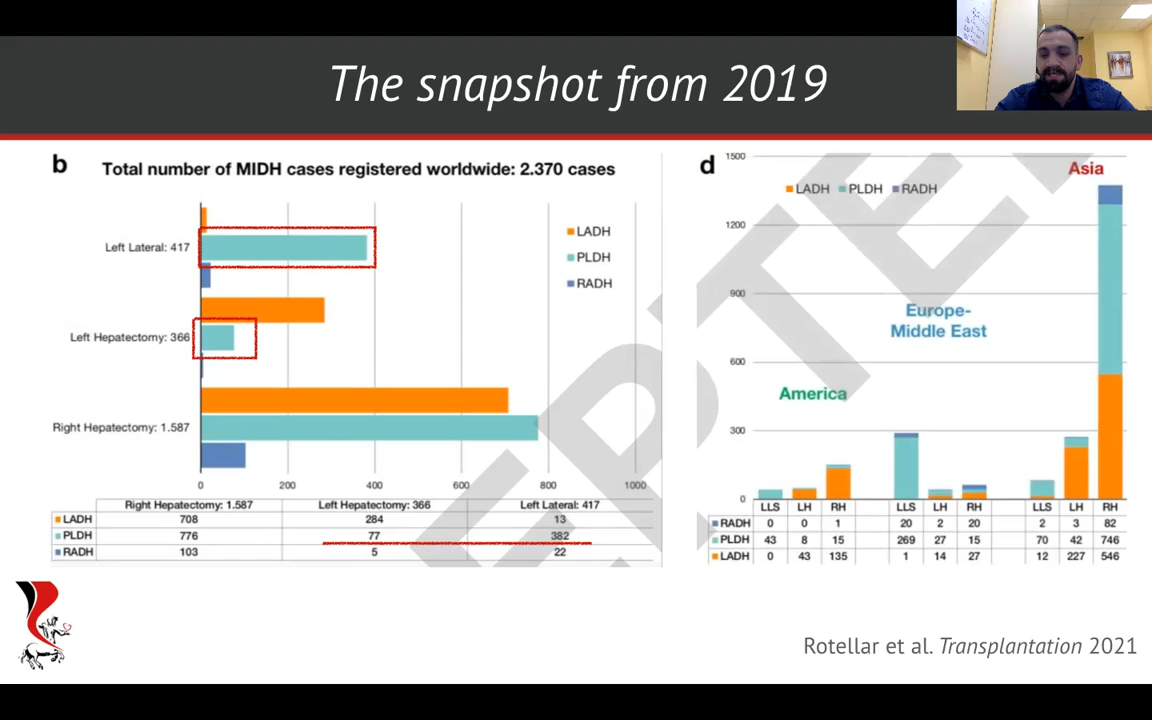 The snapshot from 2019
b
Total number of MIDH cases registered worldwide: 2.370 cases
LADH
PLDH
RADH
Left Lateral: 417
Left Hepatectomy: 366
Right Hepatectomy: 1.587
0 200 400 600 800 1000
Right Hepatectomy: 1.587 Left Hepatectomy: 366 Left Lateral: 417
LADH 708 284 13
PLDH 776 77 382
RADH 103 5 22
d
LADH PLDH RADH
Asia
Europe-
Middle East
America
1500
1200
900
600
300
0
LLS LH RH LLS LH RH LLS LH RH
RADH 0 0 1 20 2 20 2 3 82
PLDH 43 8 15 269 27 15 70 42 746
LADH 0 43 135 1 14 27 12 227 546
Rotellar et al. Transplantation 2021